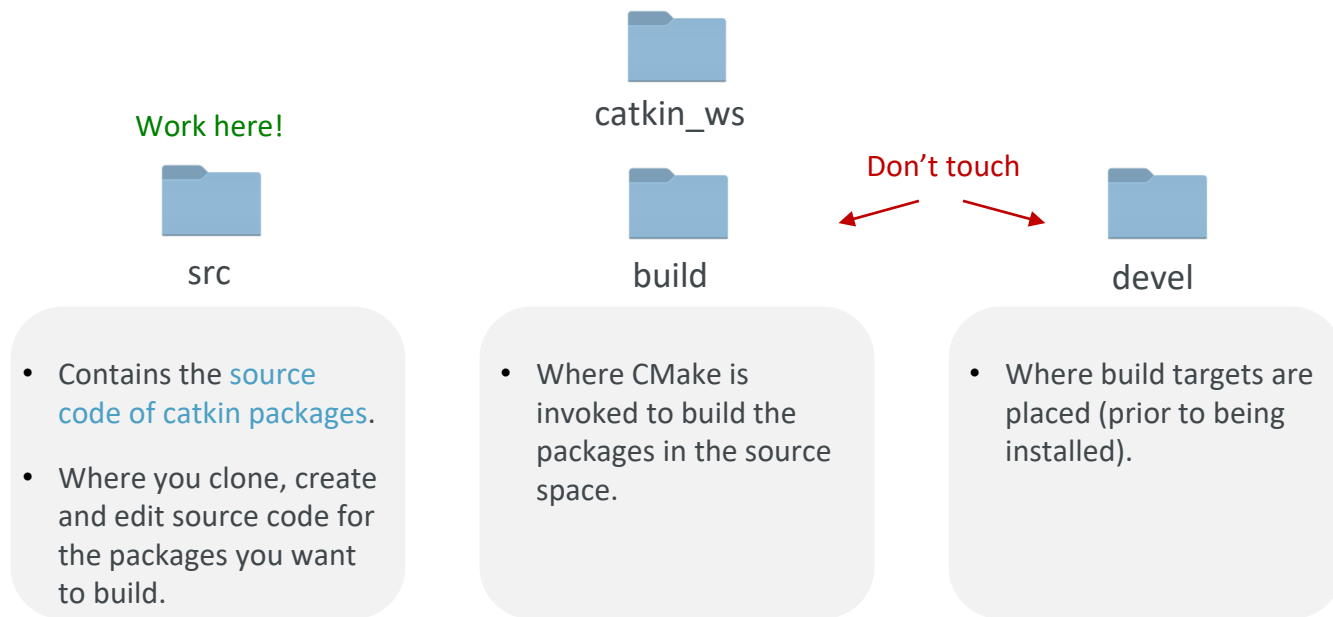 catkin_ws
Work here!
Don’t touch
src
build
devel
• Contains the source
code of catkin packages.
• Where you clone, create
and edit source code for
the packages you want
to build.
• Where CMake is
invoked to build the
packages in the source
space.
• Where build targets are
placed (prior to being
installed).